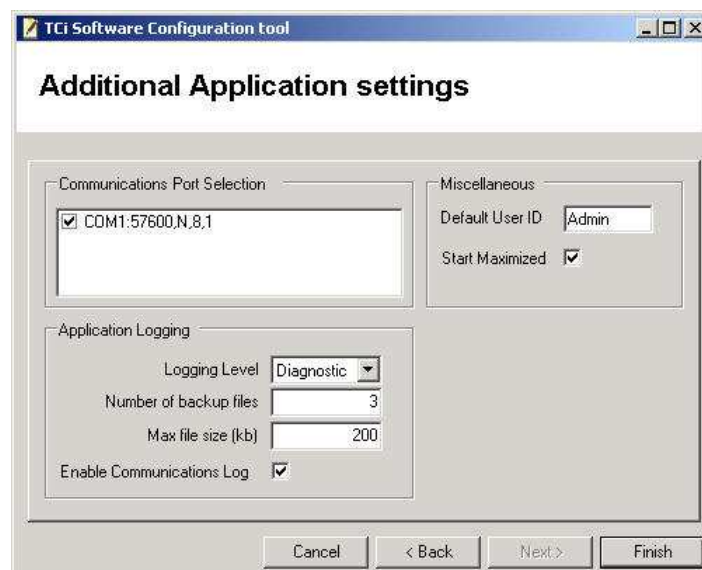 TCi Software Configuration tool
Additional Application settings
Communications Port Selection
COM1:57600,N,8,1
Miscellaneous
Default User ID Admin
Start Maximized
Application Logging
Logging Level Diagnostic
Number of backup files 3
Max file size (kb) 200
Enable Communications Log
Cancel < Back Next > Finish